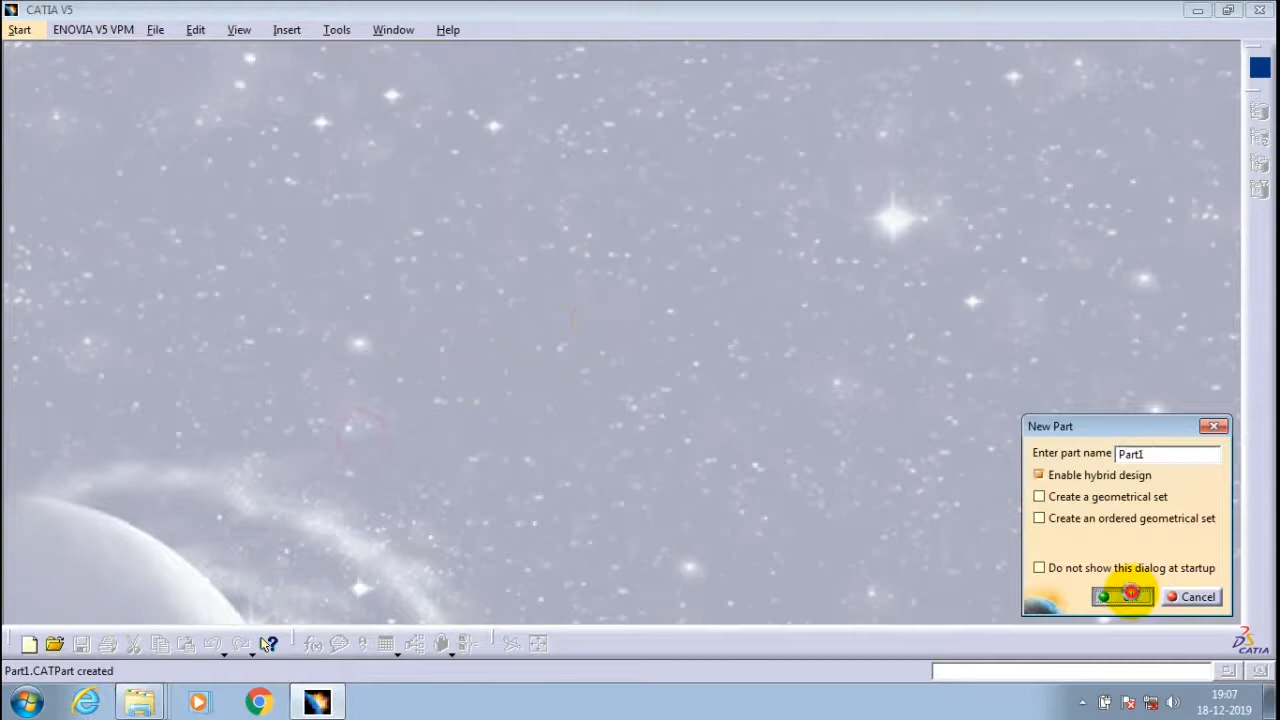 CATIA V5
Start ENOVIA V5 VPM File Edit View Insert Tools Window Help
New Part
Enter part name Part1
Enable hybrid design
Create a geometrical set
Create an ordered geometrical set
Do not show this dialog at startup
Cancel
f(x)
CATIA
Part1.CATPart created
19:07
18-12-2019